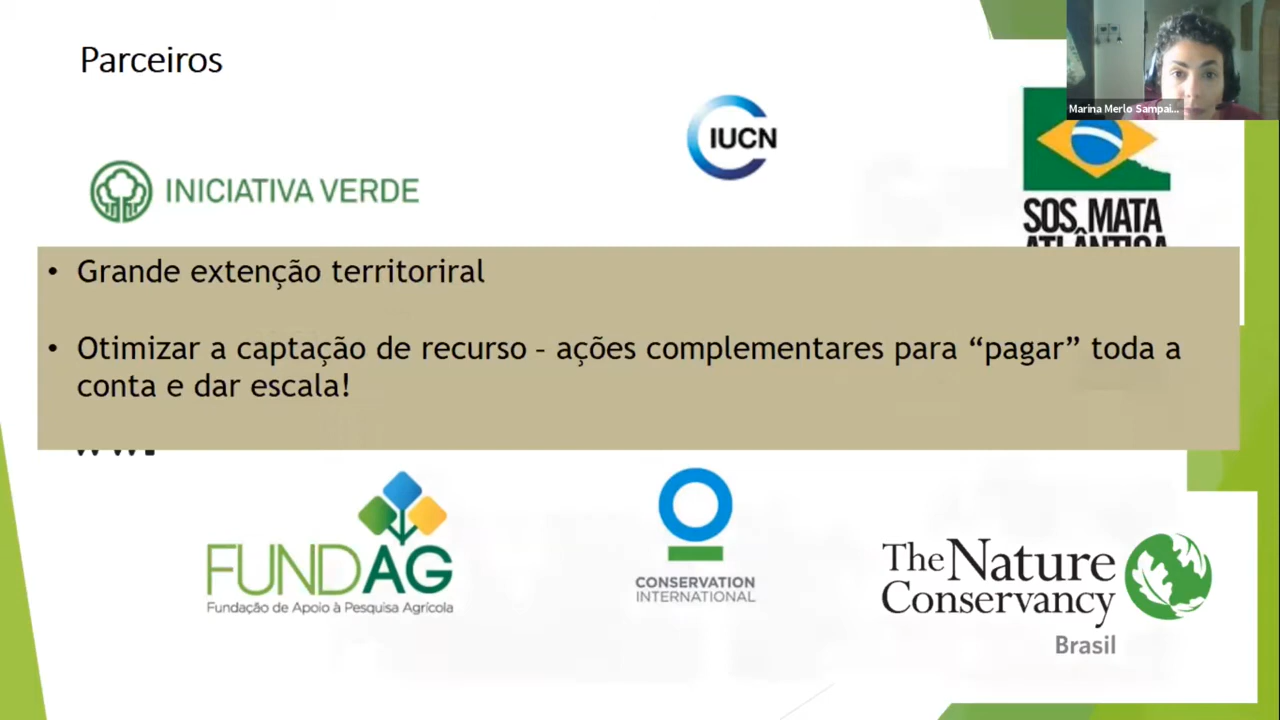 Parceiros
Marina Merlo Sampai...
IUCN
INICIATIVA VERDE
SOS MATA
ATLÂNTICA
• Grande extenção territoriral
• Otimizar a captação de recurso – ações complementares para “pagar” toda a
conta e dar escala!
FUNDAG
Fundação de Apoio à Pesquisa Agrícola
CONSERVATION
INTERNATIONAL
The Nature
Conservancy
Brasil